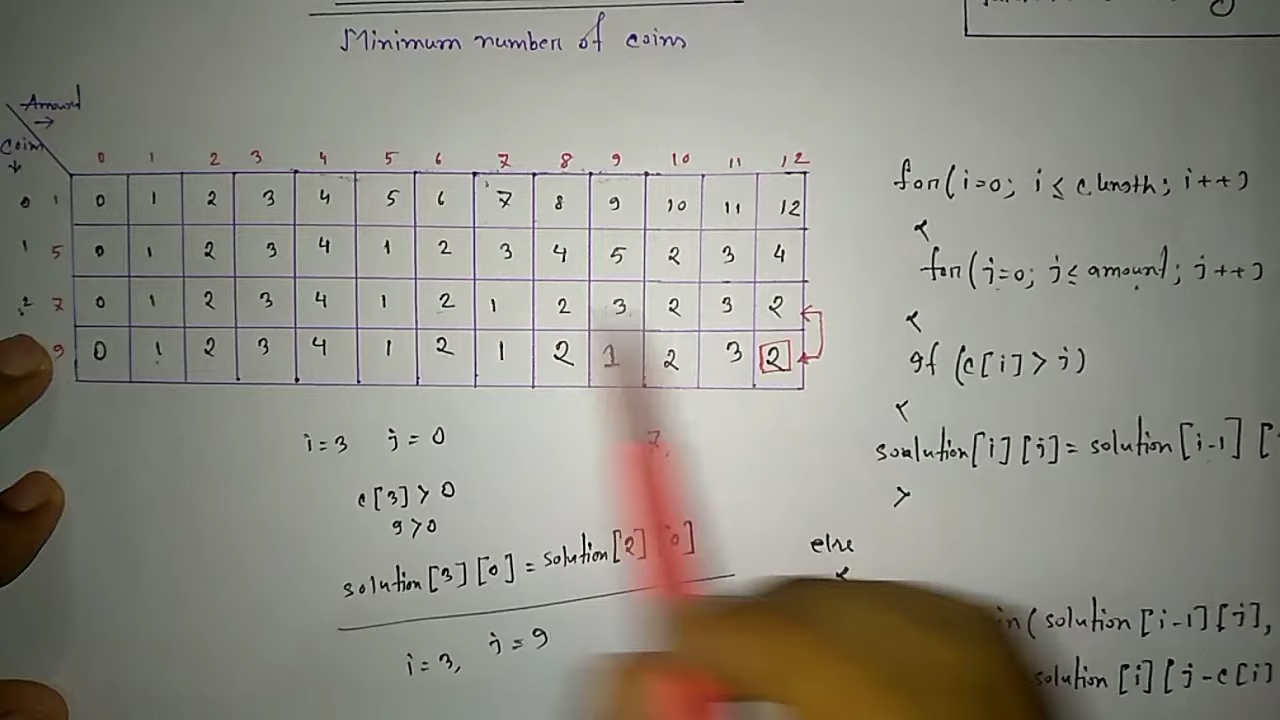 Minimum number of coins
Amount →
Coin ↓
0 1 2 3 4 5 6 7 8 9 10 11 12
0 1 0 1 2 3 4 5 6 7 8 9 10 11 12
1 5 0 1 2 3 4 1 2 3 4 5 2 3 4
2 7 0 1 2 3 4 1 2 1 2 3 2 3 2
9 0 1 2 3 4 1 2 1 2 1 2 3 2
i=3 j=0
7,
c[3] > 0
9>0
solution[3][0] = solution[2][0]
i=3, j=9
for(i=0; i≤c.length; i++)
{
for(j=0; j≤amount; j++)
{
if (c[i]>j)
{
soolution[i][j] = solution[i-1][
}
else
{
in(solution[i-1][j],
solution[i][j-c[i]